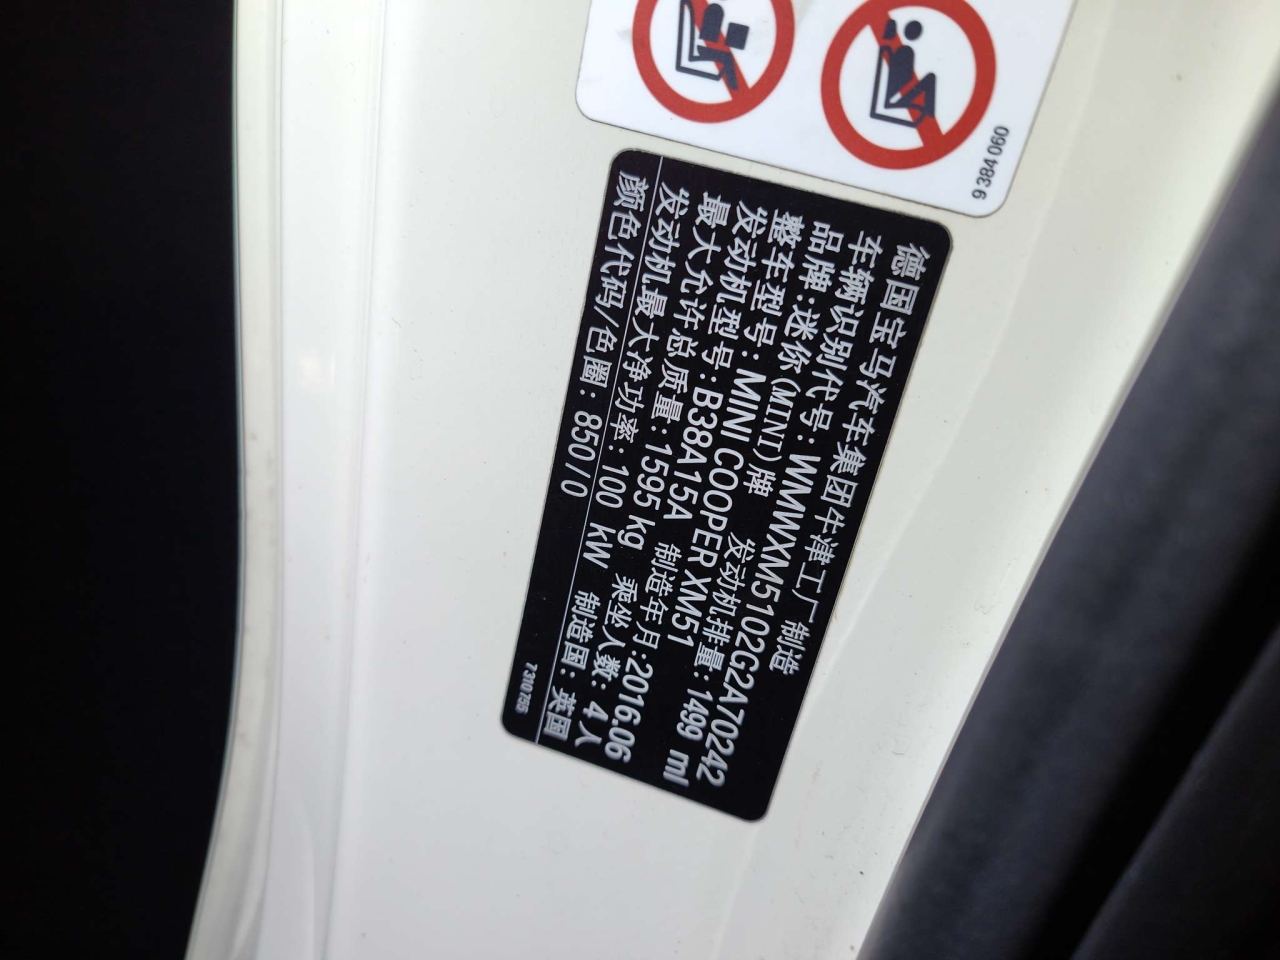 9 384 060
德国宝马汽车集团牛津工厂 制造
车辆识别代号: WMWXM5102G2A70242
品牌:迷你(MINI)牌 发动机排量: 1499 ml
整车型号: MINI COOPER XM51
发动机型号: B38A15A 制造年月:2016.06
最大允许总质量: 1595 kg 乘坐人数: 4人
发动机最大净功率: 100 kW 制造国: 英国
颜色代码/色圈: 850 / 0
7 310 755